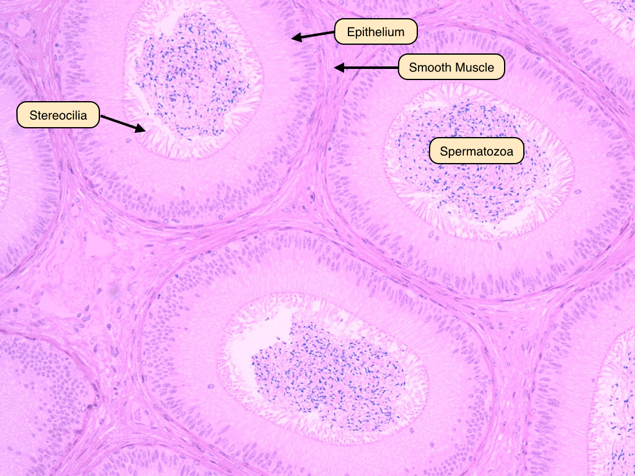 Epithelium
Smooth Muscle
Stereocilia
Spermatozoa